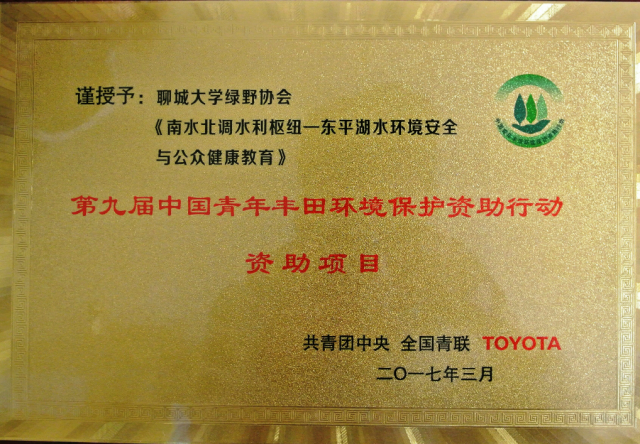 谨授予：聊城大学绿野协会
《南水北调水利枢纽—东平湖水环境安全
与公众健康教育》
第九届中国青年丰田环境保护资助行动
资助项目
共青团中央 全国青联 TOYOTA
二〇一七年三月